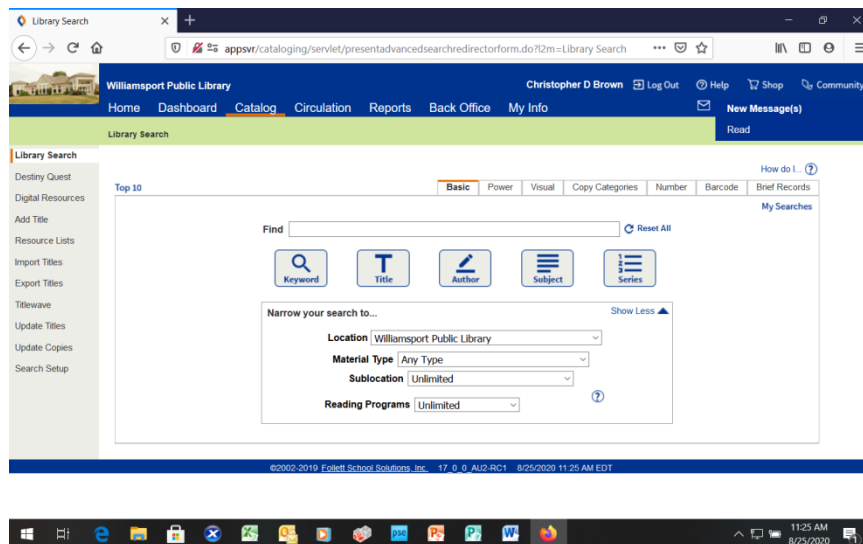 Library Search
appsvr/cataloging/servlet/presentadvancedsearchredirectorform.do?l2m=Library Search
Williamsport Public Library
Christopher D Brown Log Out Help Shop Community
Home Dashboard Catalog Circulation Reports Back Office My Info
New Message(s)
Read
Library Search
Library Search
Destiny Quest
Digital Resources
Add Title
Resource Lists
Import Titles
Export Titles
Titlewave
Update Titles
Update Copies
Search Setup
How do I... ?
Top 10
Basic Power Visual Copy Categories Number Barcode Brief Records
My Searches
Find Reset All
Keyword Title Author Subject Series
Narrow your search to... Show Less
Location Williamsport Public Library
Material Type Any Type
Sublocation Unlimited
Reading Programs Unlimited ?
©2002-2019 Follett School Solutions, Inc. 17_0_0_AU2-RC1 8/25/2020 11:25 AM EDT
pse
11:25 AM
8/25/2020